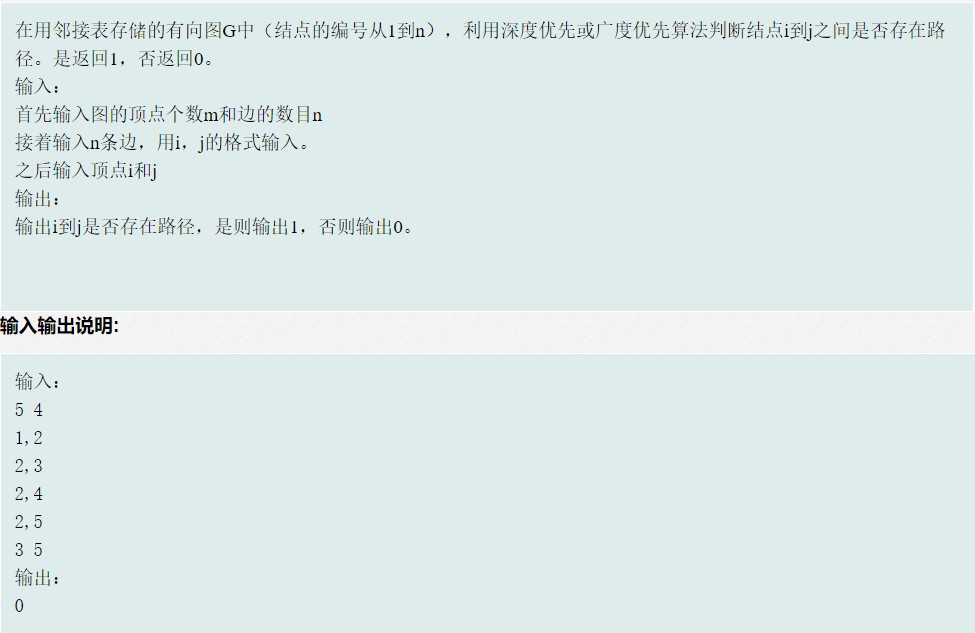 在用邻接表存储的有向图G中（结点的编号从1到n），利用深度优先或广度优先算法判断结点i到j之间是否存在路
径。是返回1，否返回0。
输入：
首先输入图的顶点个数m和边的数目n
接着输入n条边，用i，j的格式输入。
之后输入顶点i和j
输出：
输出i到j是否存在路径，是则输出1，否则输出0。
输入输出说明:
输入：
5 4
1,2
2,3
2,4
2,5
3 5
输出：
0